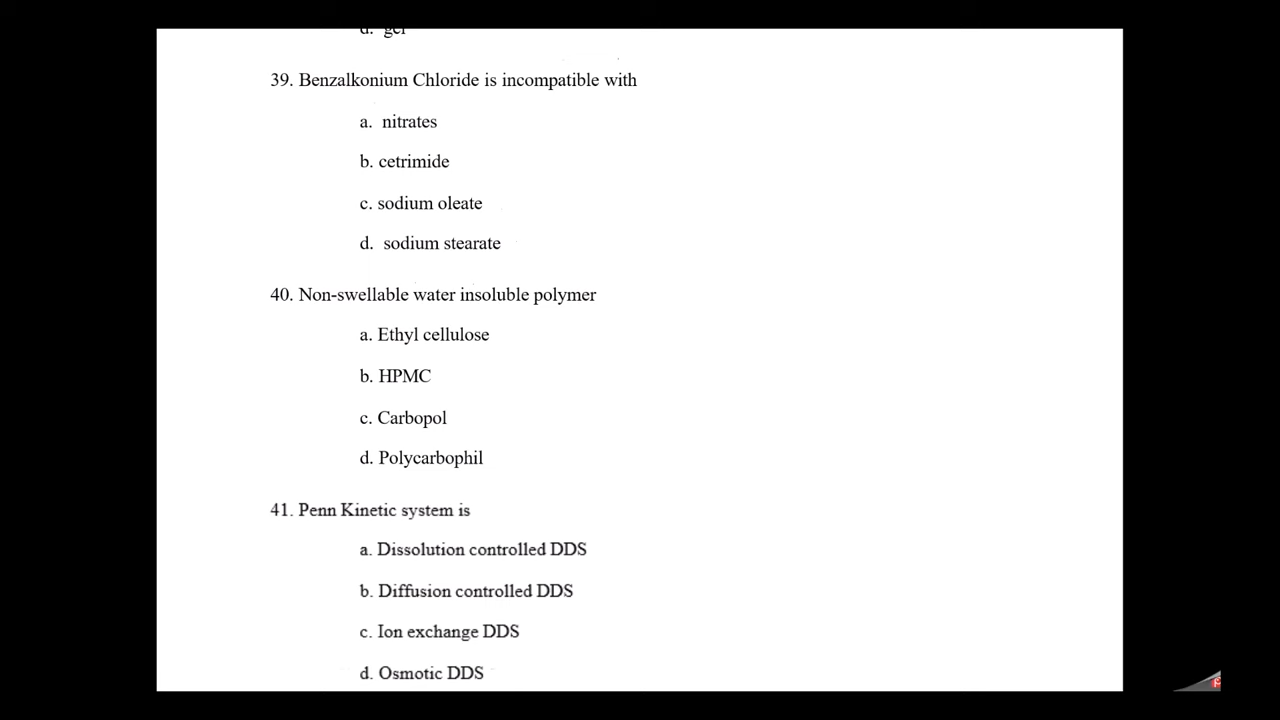 d. gel
39. Benzalkonium Chloride is incompatible with
a. nitrates
b. cetrimide
c. sodium oleate
d. sodium stearate
40. Non-swellable water insoluble polymer
a. Ethyl cellulose
b. HPMC
c. Carbopol
d. Polycarbophil
41. Penn Kinetic system is
a. Dissolution controlled DDS
b. Diffusion controlled DDS
c. Ion exchange DDS
d. Osmotic DDS